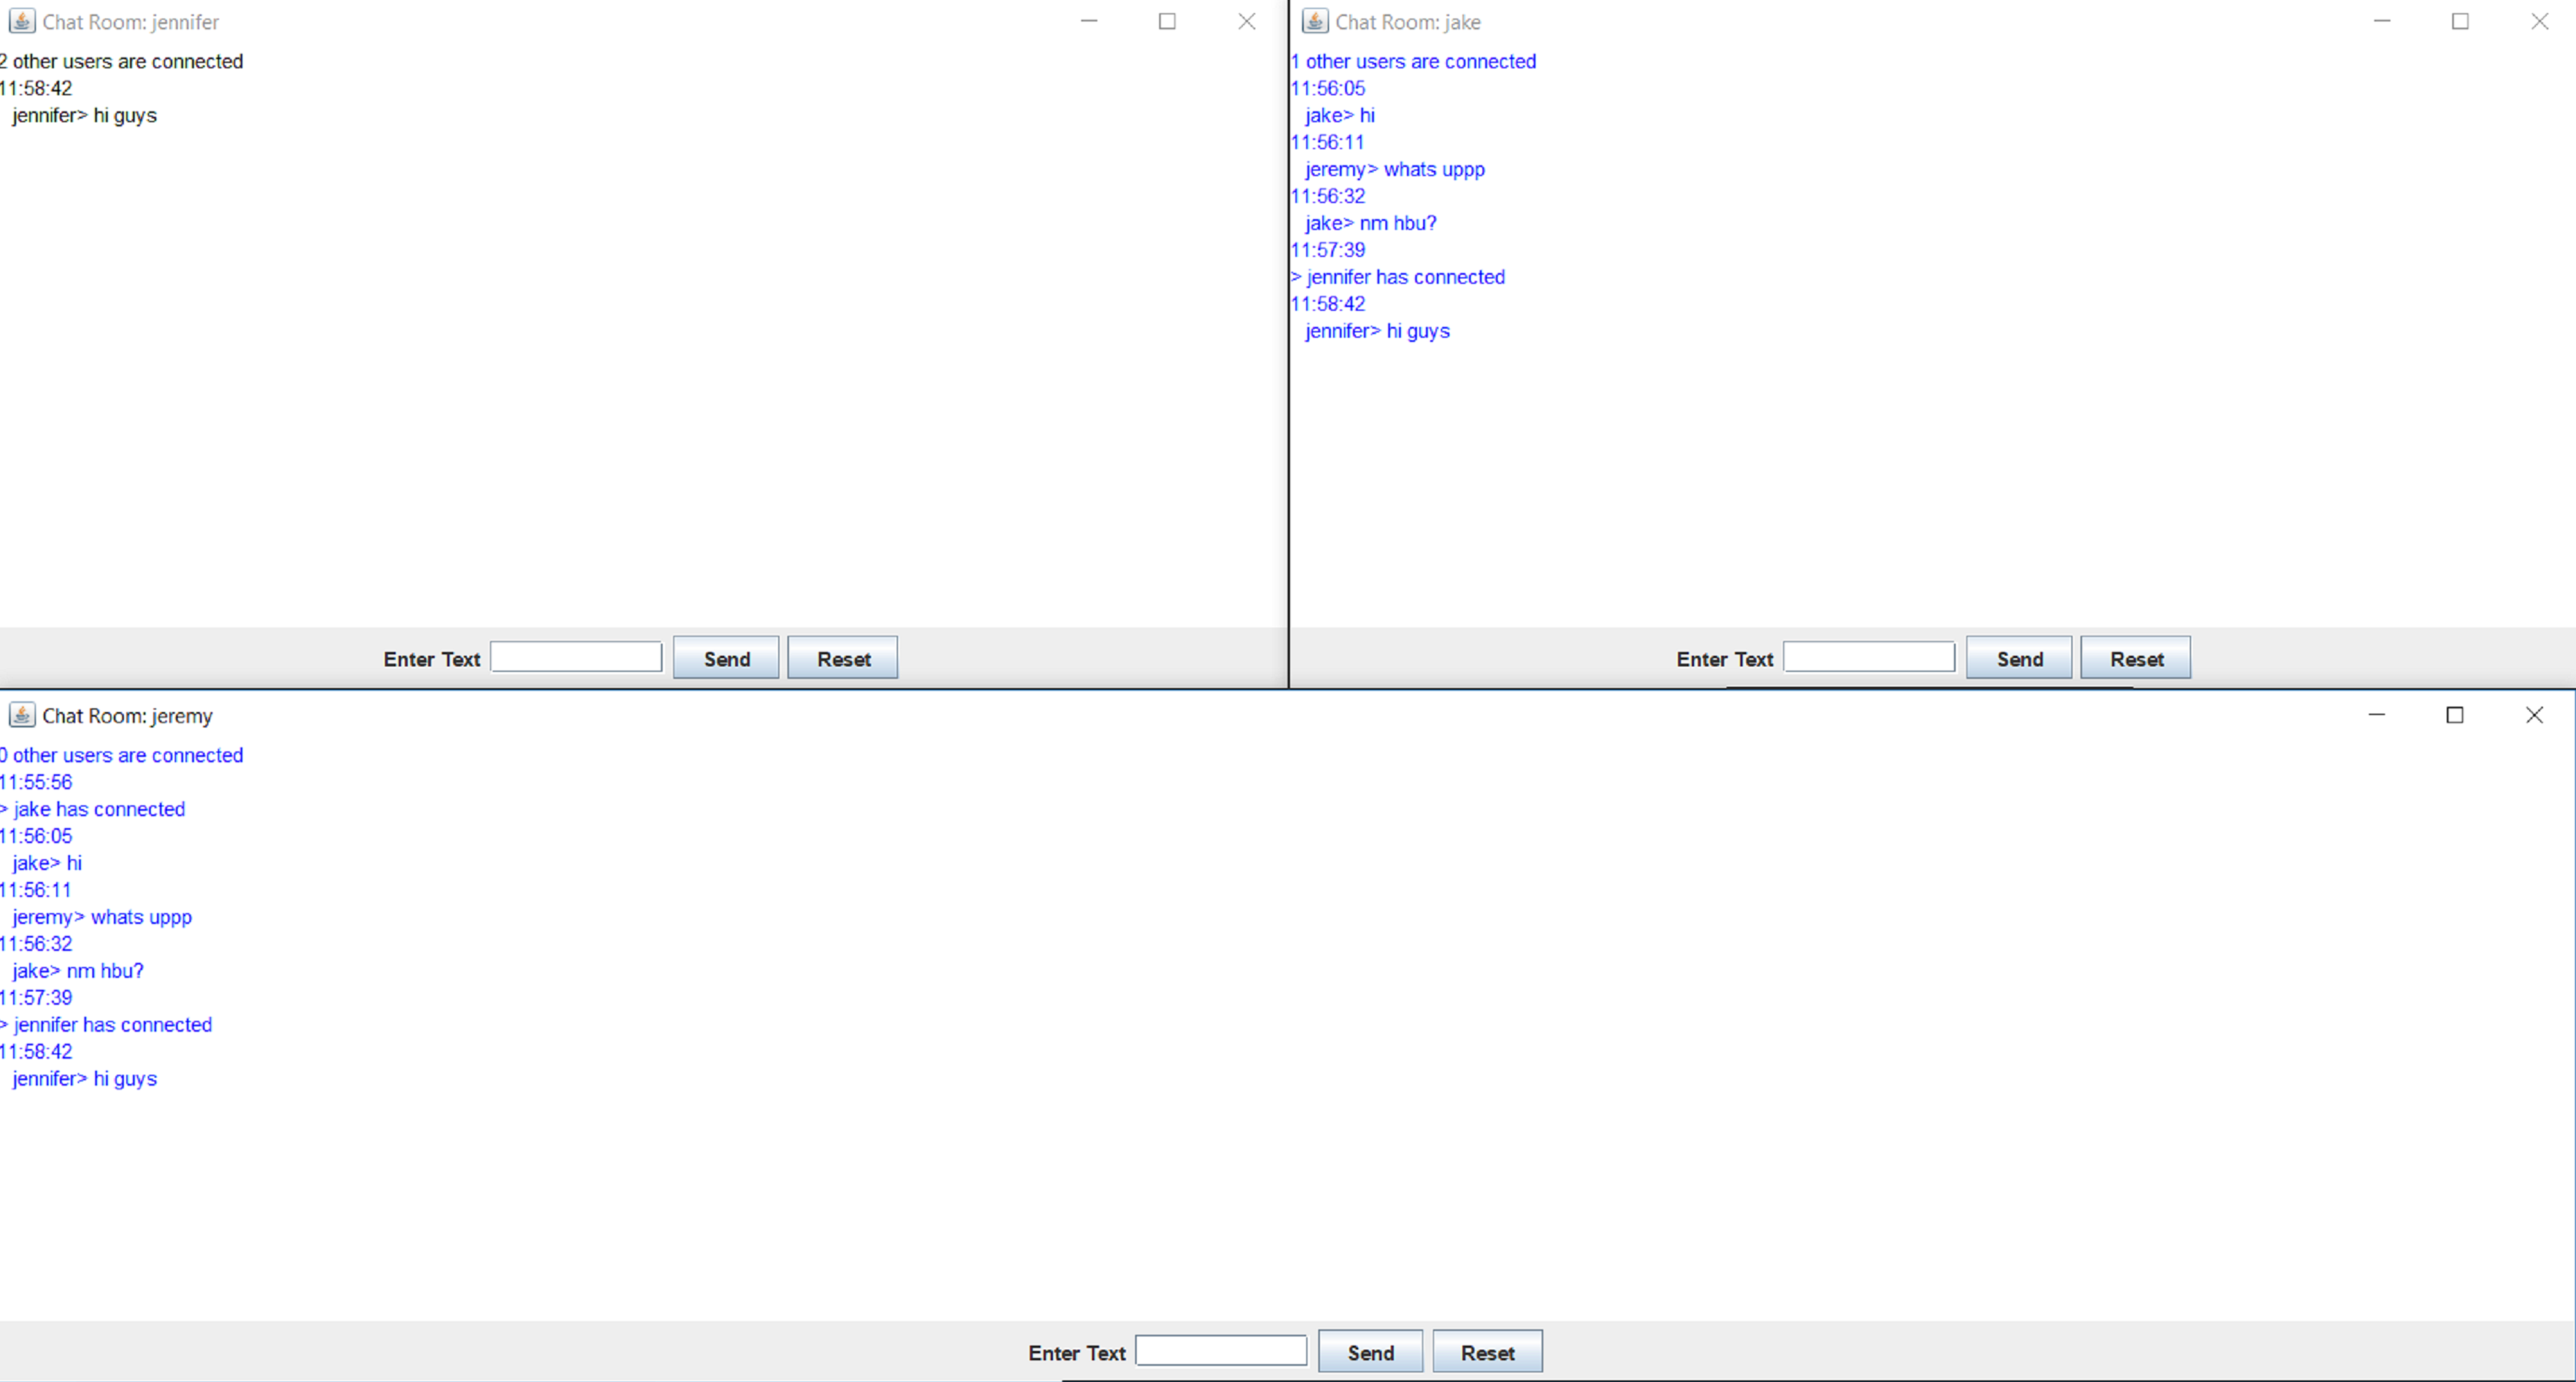 Chat Room: jennifer
2 other users are connected
11:58:42
jennifer> hi guys
Enter Text Send Reset
Chat Room: jake
1 other users are connected
11:56:05
jake> hi
11:56:11
jeremy> whats uppp
11:56:32
jake> nm hbu?
11:57:39
> jennifer has connected
11:58:42
jennifer> hi guys
Enter Text Send Reset
Chat Room: jeremy
0 other users are connected
11:55:56
> jake has connected
11:56:05
jake> hi
11:56:11
jeremy> whats uppp
11:56:32
jake> nm hbu?
11:57:39
> jennifer has connected
11:58:42
jennifer> hi guys
Enter Text Send Reset